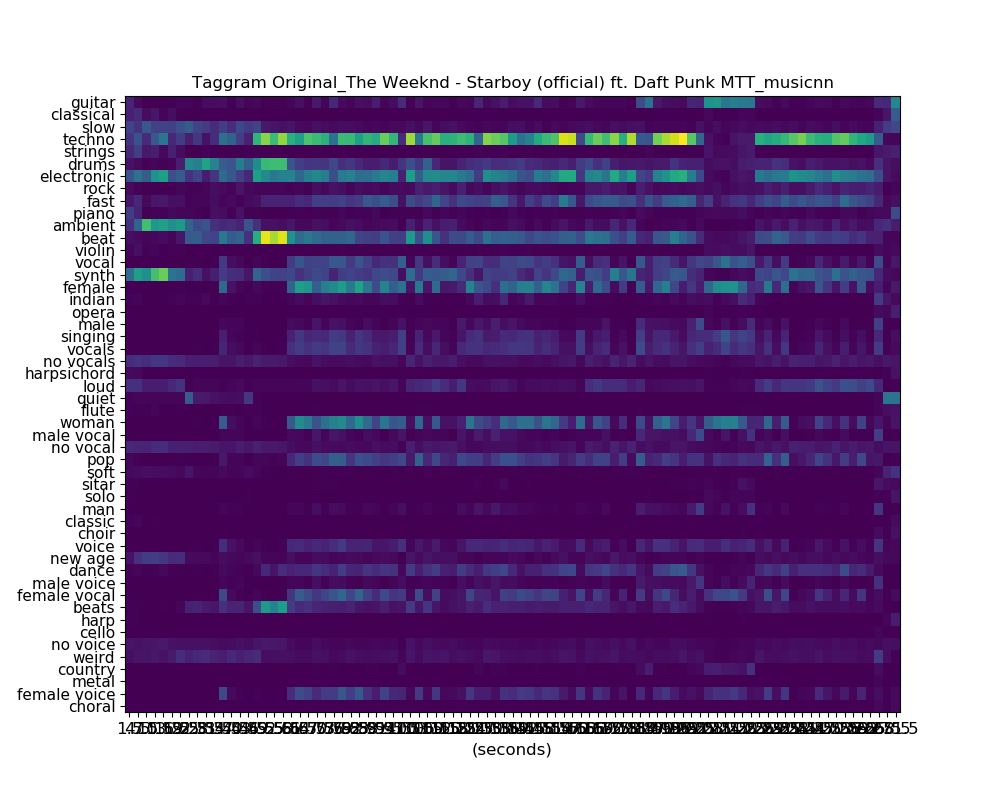 Taggram Original_The Weeknd - Starboy (official) ft. Daft Punk MTT_musicnn
guitar
classical
slow
techno
strings
drums
electronic
rock
fast
piano
ambient
beat
violin
vocal
synth
female
indian
opera
male
singing
vocals
no vocals
harpsichord
loud
quiet
flute
woman
male vocal
no vocal
pop
soft
sitar
solo
man
classic
choir
voice
new age
dance
male voice
female vocal
beats
harp
cello
no voice
weird
country
metal
female voice
choral
(seconds)